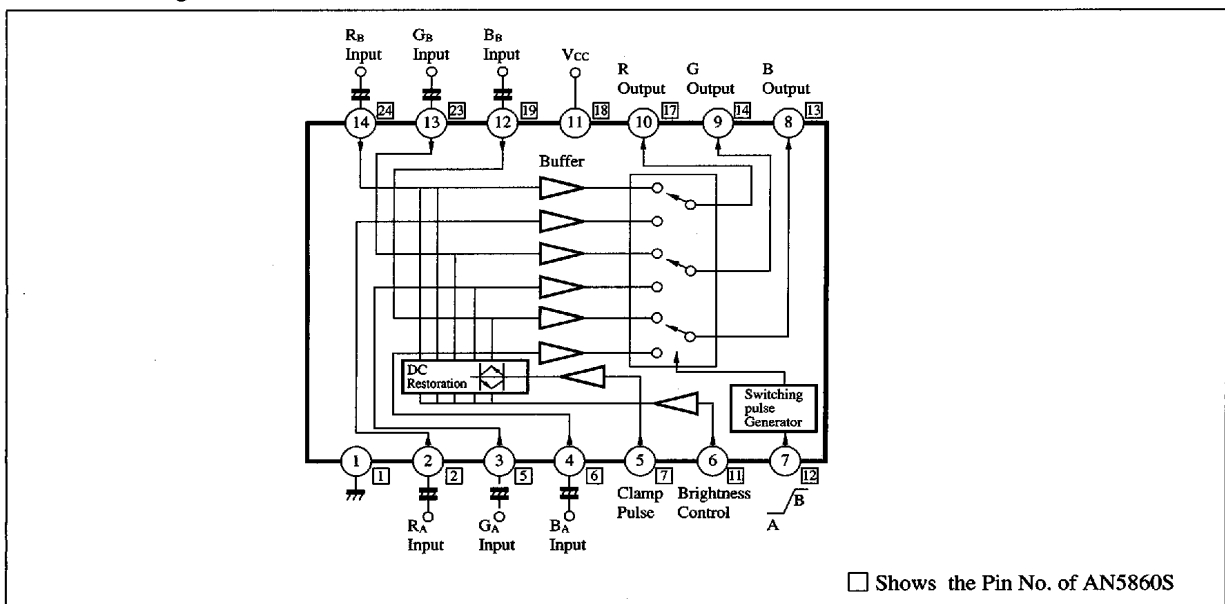 R_B Input
G_B Input
B_B Input
Vcc
R Output
G Output
B Output
14 24
13 23
12 19
11 18
10 17
9 14
8 13
Buffer
DC Restoration
Switching pulse Generator
1 1
2 2
3 5
4 6
5 7
6 11
7 12
R_A Input
G_A Input
B_A Input
Clamp Pulse
Brightness Control
A B
□ Shows the Pin No. of AN5860S